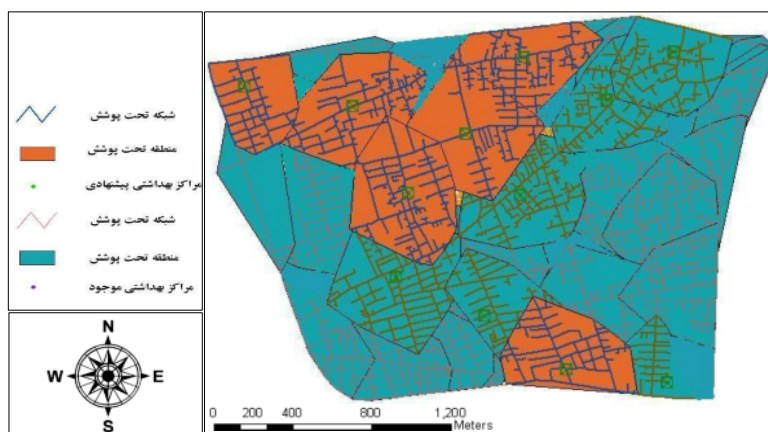 شبکه تحت پوشش
منطقه تحت پوشش
مراکز بهداشتی پیشنهادی
شبکه تحت پوشش
منطقه تحت پوشش
مراکز بهداشتی موجود
N
W E
S
0 200 400 800 1,200
Meters